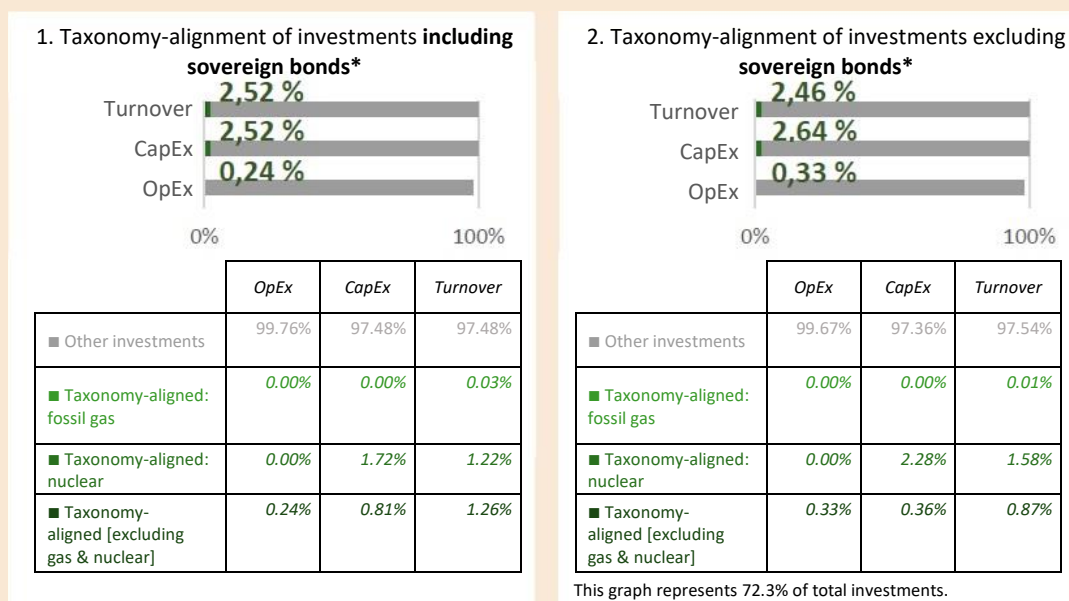 1. Taxonomy-alignment of investments including
sovereign bonds*
Turnover 2,52 %
CapEx 2,52 %
OpEx 0,24 %
0% 100%
OpEx CapEx Turnover
■ Other investments 99.76% 97.48% 97.48%
■ Taxonomy-aligned: 0.00% 0.00% 0.03%
fossil gas
■ Taxonomy-aligned: 0.00% 1.72% 1.22%
nuclear
■ Taxonomy- 0.24% 0.81% 1.26%
aligned [excluding
gas & nuclear]
2. Taxonomy-alignment of investments excluding
sovereign bonds*
Turnover 2,46 %
CapEx 2,64 %
OpEx 0,33 %
0% 100%
OpEx CapEx Turnover
■ Other investments 99.67% 97.36% 97.54%
■ Taxonomy-aligned: 0.00% 0.00% 0.01%
fossil gas
■ Taxonomy-aligned: 0.00% 2.28% 1.58%
nuclear
■ Taxonomy- 0.33% 0.36% 0.87%
aligned [excluding
gas & nuclear]
This graph represents 72.3% of total investments.